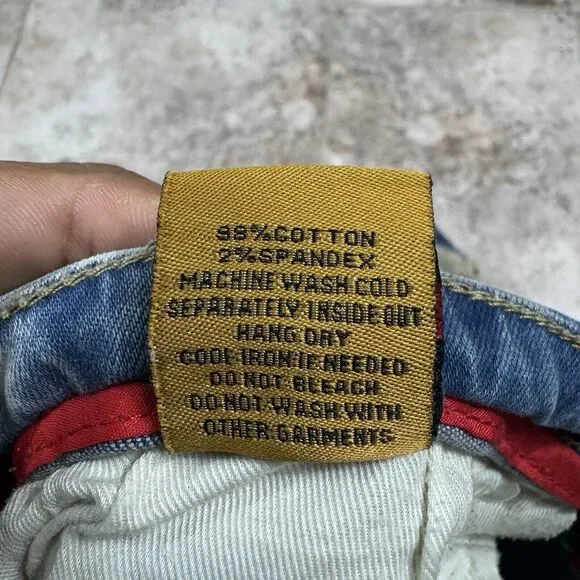 98%COTTON
2%SPANDEX
MACHINE WASH COLD
SEPARATELY INSIDE OUT
HANG DRY
COOL IRON IF NEEDED
DO NOT BLEACH
DO NOT WASH WITH
OTHER GARMENTS